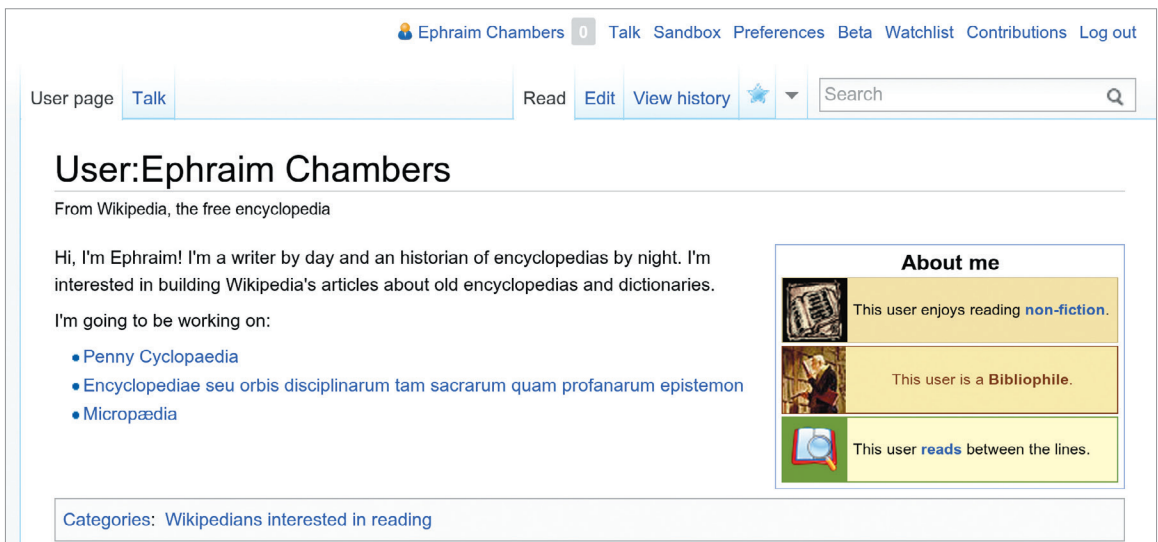 Ephraim Chambers 0 Talk Sandbox Preferences Beta Watchlist Contributions Log out
User page Talk Read Edit View history Search
User:Ephraim Chambers
From Wikipedia, the free encyclopedia
Hi, I'm Ephraim! I'm a writer by day and an historian of encyclopedias by night. I'm
interested in building Wikipedia's articles about old encyclopedias and dictionaries.
I'm going to be working on:
Penny Cyclopaedia
Encyclopediae seu orbis disciplinarum tam sacrarum quam profanarum epistemon
Micropædia
About me
This user enjoys reading non-fiction.
This user is a Bibliophile.
This user reads between the lines.
Categories: Wikipedians interested in reading